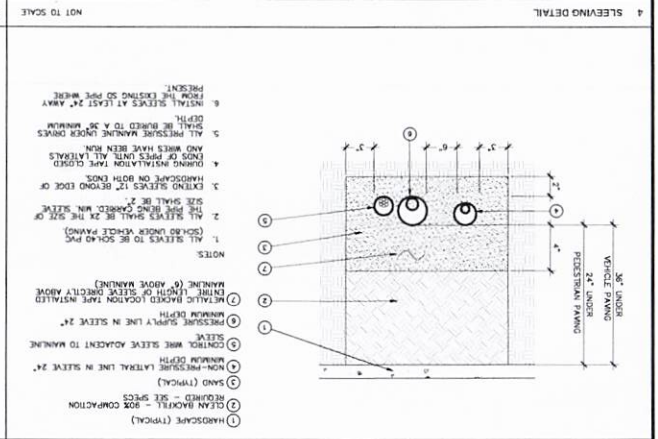 ① HARDSCAPE (TYPICAL)
② CLEAN BACKFILL - 90% COMPACTION
REQUIRED - SEE SPECS
③ SAND (TYPICAL)
④ NON-PRESSURE LATERAL LINE IN SLEEVE 24"
MINIMUM DEPTH
⑤ CONTROL WIRE SLEEVE ADJACENT TO MAINLINE
SLEEVE
⑥ PRESSURE SUPPLY LINE IN SLEEVE 24"
MINIMUM DEPTH
⑦ METALLIC BACKED LOCATION TAPE INSTALLED
ENTIRE LENGTH OF SLEEVE DIRECTLY ABOVE
MAINLINE (6" ABOVE MAINLINE)
NOTES:
1. ALL SLEEVES TO BE SCH.40 PVC
(SCH.80 UNDER VEHICLE PAVING).
2. ALL SLEEVES SHALL BE 2X THE SIZE OF
THE PIPE BEING CARRIED. MIN. SLEEVE
SIZE SHALL BE 2".
3. EXTEND SLEEVES 12" BEYOND EDGE OF
HARDSCAPE ON BOTH ENDS.
4. DURING INSTALLATION TAPE CLOSED
ENDS OF PIPES UNTIL ALL LATERALS
AND WIRES HAVE BEEN RUN.
5. ALL PRESSURE MAINLINE UNDER DRIVES
SHALL BE BURIED TO A 36" MINIMUM
DEPTH.
6. INSTALL SLEEVES AT LEAST 24" AWAY
FROM THE EXISTING SD PIPE WHERE
PRESENT.
36" UNDER
VEHICLE PAVING
24" UNDER
PEDESTRIAN PAVING
4"
2"
3"
6"
3"
1
2
7
3
5
4
6
4 SLEEVING DETAIL
NOT TO SCALE